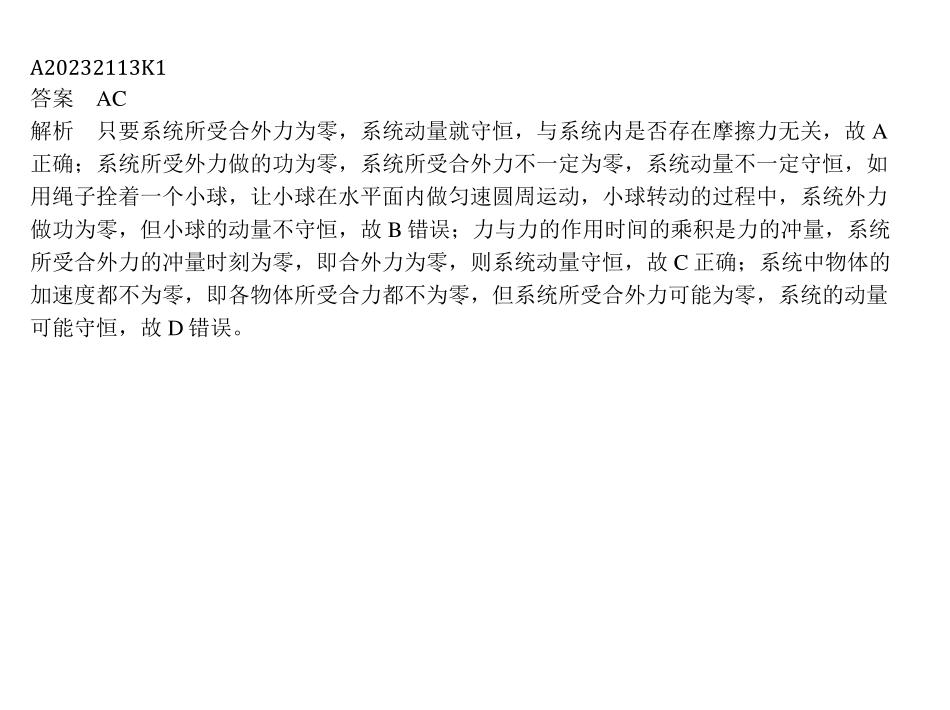 A20232113K1
答案 AC
解析 只要系统所受合外力为零，系统动量就守恒，与系统内是否存在摩擦力无关，故 A
正确；系统所受外力做的功为零，系统所受合外力不一定为零，系统动量不一定守恒，如
用绳子拴着一个小球，让小球在水平面内做匀速圆周运动，小球转动的过程中，系统外力
做功为零，但小球的动量不守恒，故 B 错误；力与力的作用时间的乘积是力的冲量，系统
所受合外力的冲量时刻为零，即合外力为零，则系统动量守恒，故 C 正确；系统中物体的
加速度都不为零，即各物体所受合力都不为零，但系统所受合外力可能为零，系统的动量
可能守恒，故 D 错误。